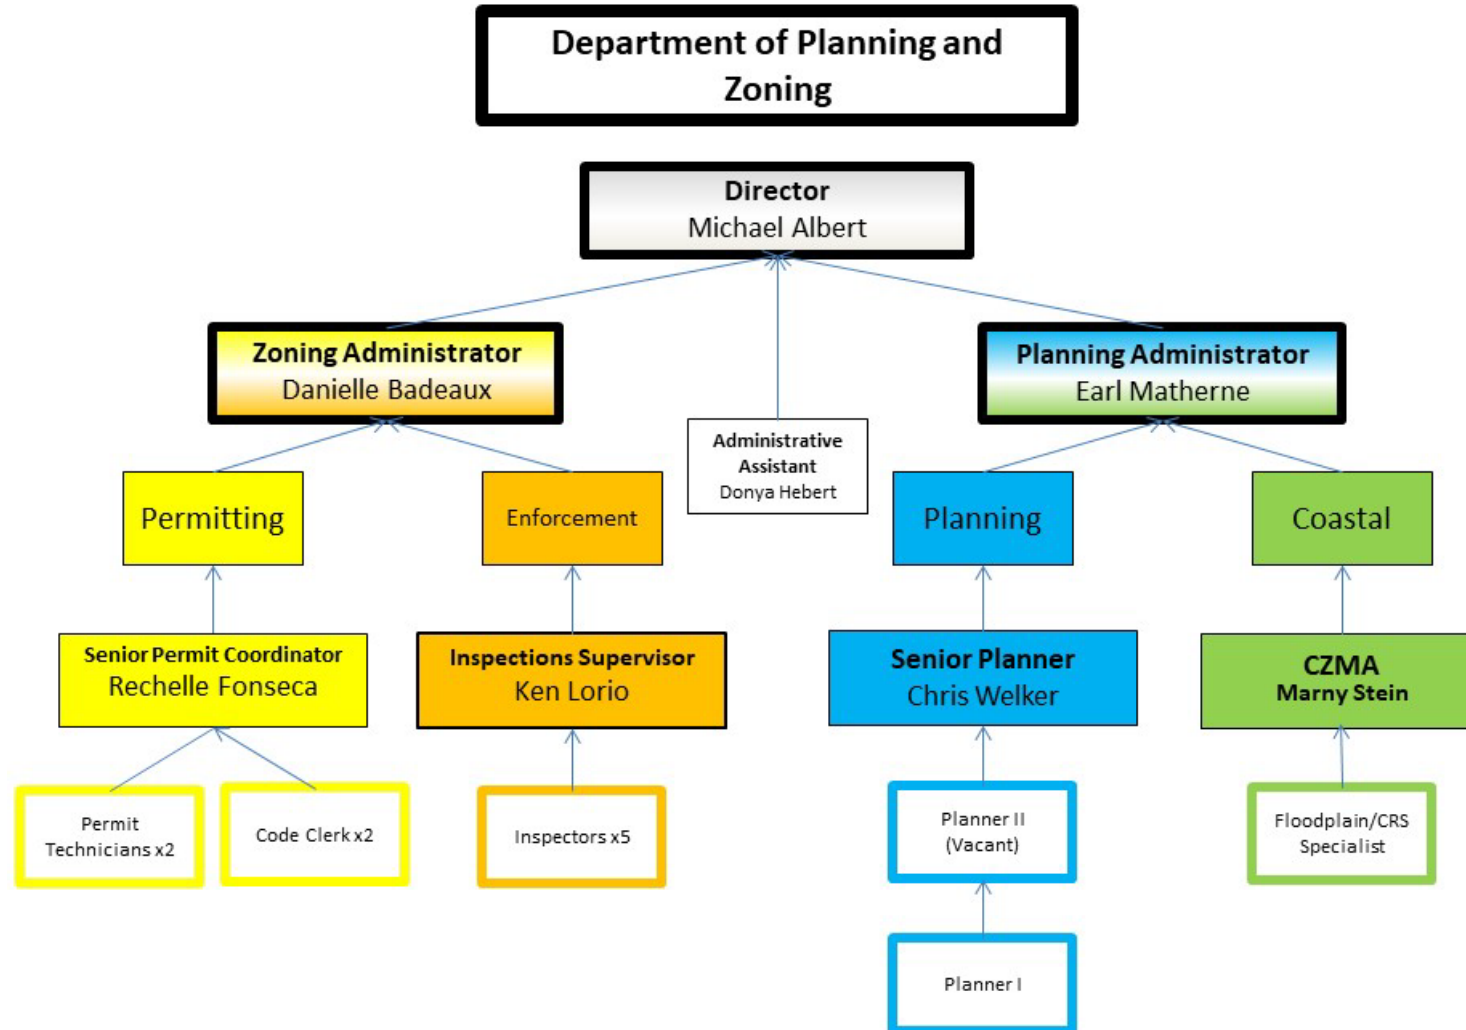 Department of Planning and
Zoning
Director
Michael Albert
Zoning Administrator
Danielle Badeaux
Planning Administrator
Earl Matherne
Administrative
Assistant
Donya Hebert
Permitting
Enforcement
Planning
Coastal
Senior Permit Coordinator
Rechelle Fonseca
Inspections Supervisor
Ken Lorio
Senior Planner
Chris Welker
CZMA
Marny Stein
Permit
Technicians x2
Code Clerk x2
Inspectors x5
Planner II
(Vacant)
Floodplain/CRS
Specialist
Planner I